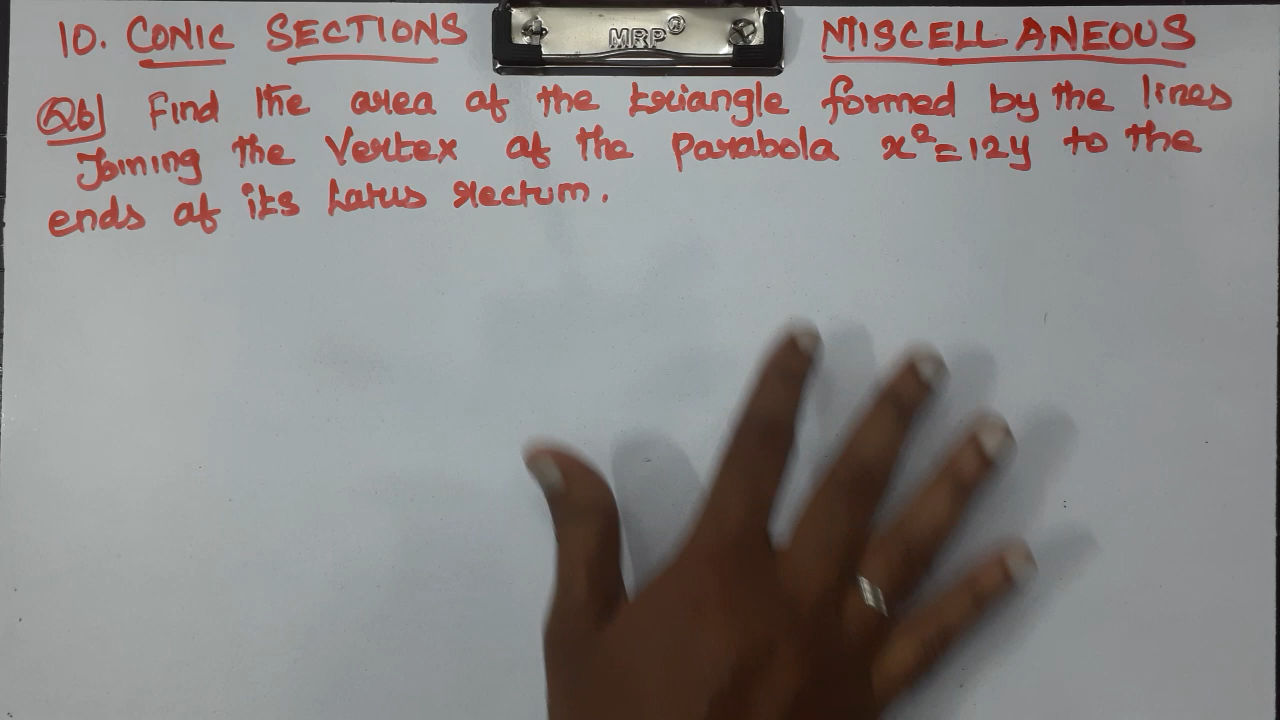 10. CONIC SECTIONS MRP® MISCELLANEOUS
Q6) Find the area of the triangle formed by the lines
Joining the Vertex of the Parabola x²=12y to the
ends of its Latus rectum.